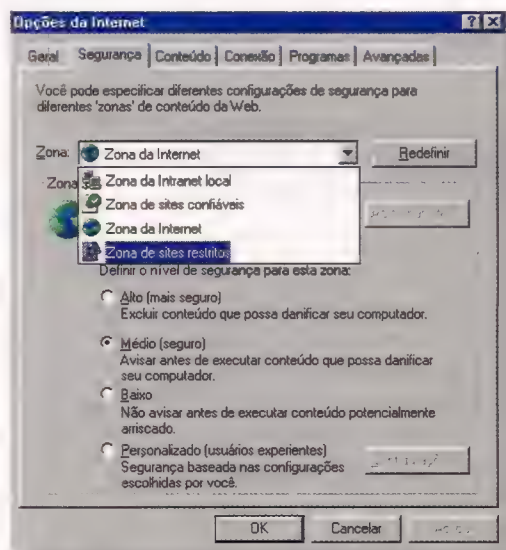 Opções da Internet
Geral Segurança Conteúdo Conexão Programas Avançadas
Você pode especificar diferentes configurações de segurança para
diferentes 'zonas' de conteúdo da Web.
Zona: Zona da Internet Redefinir
Zona
Zona da Intranet local
Zona de sites confiáveis
Zona da Internet
Zona de sites restritos
Definir o nível de segurança para esta zona:
Alto (mais seguro)
Excluir conteúdo que possa danificar seu computador.
Médio (seguro)
Avisar antes de executar conteúdo que possa danificar
seu computador.
Baixo
Não avisar antes de executar conteúdo potencialmente
arriscado.
Personalizado (usuários experientes)
Segurança baseada nas configurações
escolhidas por você.
OK Cancelar